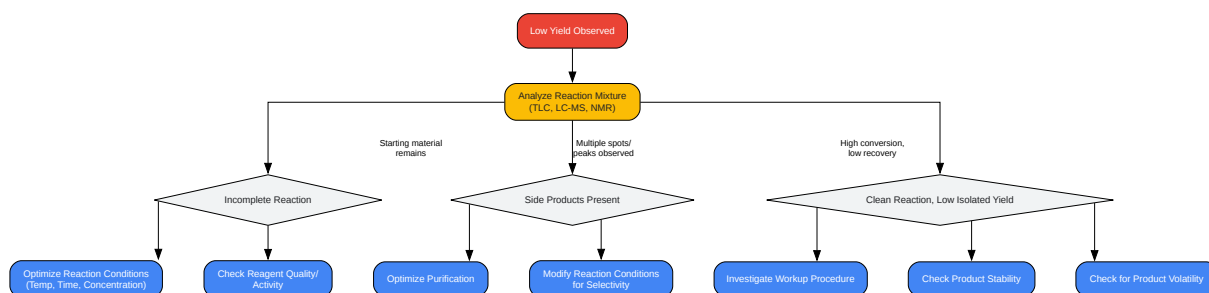 Low Yield Observed
Analyze Reaction Mixture
(TLC, LC-MS, NMR)
Starting material
remains
Multiple spots/
peaks observed
High conversion,
low recovery
Incomplete Reaction
Side Products Present
Clean Reaction, Low Isolated Yield
Optimize Reaction Conditions
(Temp, Time, Concentration)
Check Reagent Quality/
Activity
Optimize Purification
Modify Reaction Conditions
for Selectivity
Investigate Workup Procedure
Check Product Stability
Check for Product Volatility